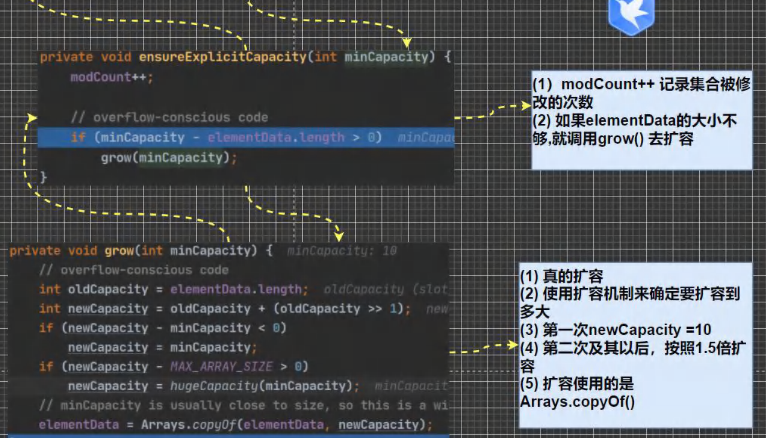 private void ensureExplicitCapacity(int minCapacity) {
modCount++;
// overflow-conscious code
if (minCapacity - elementData.length > 0) minCapac
grow(minCapacity);
}
(1）modCount++ 记录集合被修
改的次数
(2) 如果elementData的大小不
够,就调用grow() 去扩容
private void grow(int minCapacity) { minCapacity: 10
// overflow-conscious code
int oldCapacity = elementData.length; oldCapacity (slot
int newCapacity = oldCapacity + (oldCapacity >> 1); new
if (newCapacity - minCapacity < 0)
newCapacity = minCapacity;
if (newCapacity - MAX_ARRAY_SIZE > 0)
newCapacity = hugeCapacity(minCapacity); minCapacit
// minCapacity is usually close to size, so this is a wi
elementData = Arrays.copyOf(elementData, newCapacity);
(1) 真的扩容
(2) 使用扩容机制来确定要扩容到
多大
(3) 第一次newCapacity =10
(4) 第二次及其以后，按照1.5倍扩
容
(5) 扩容使用的是
Arrays.copyOf()